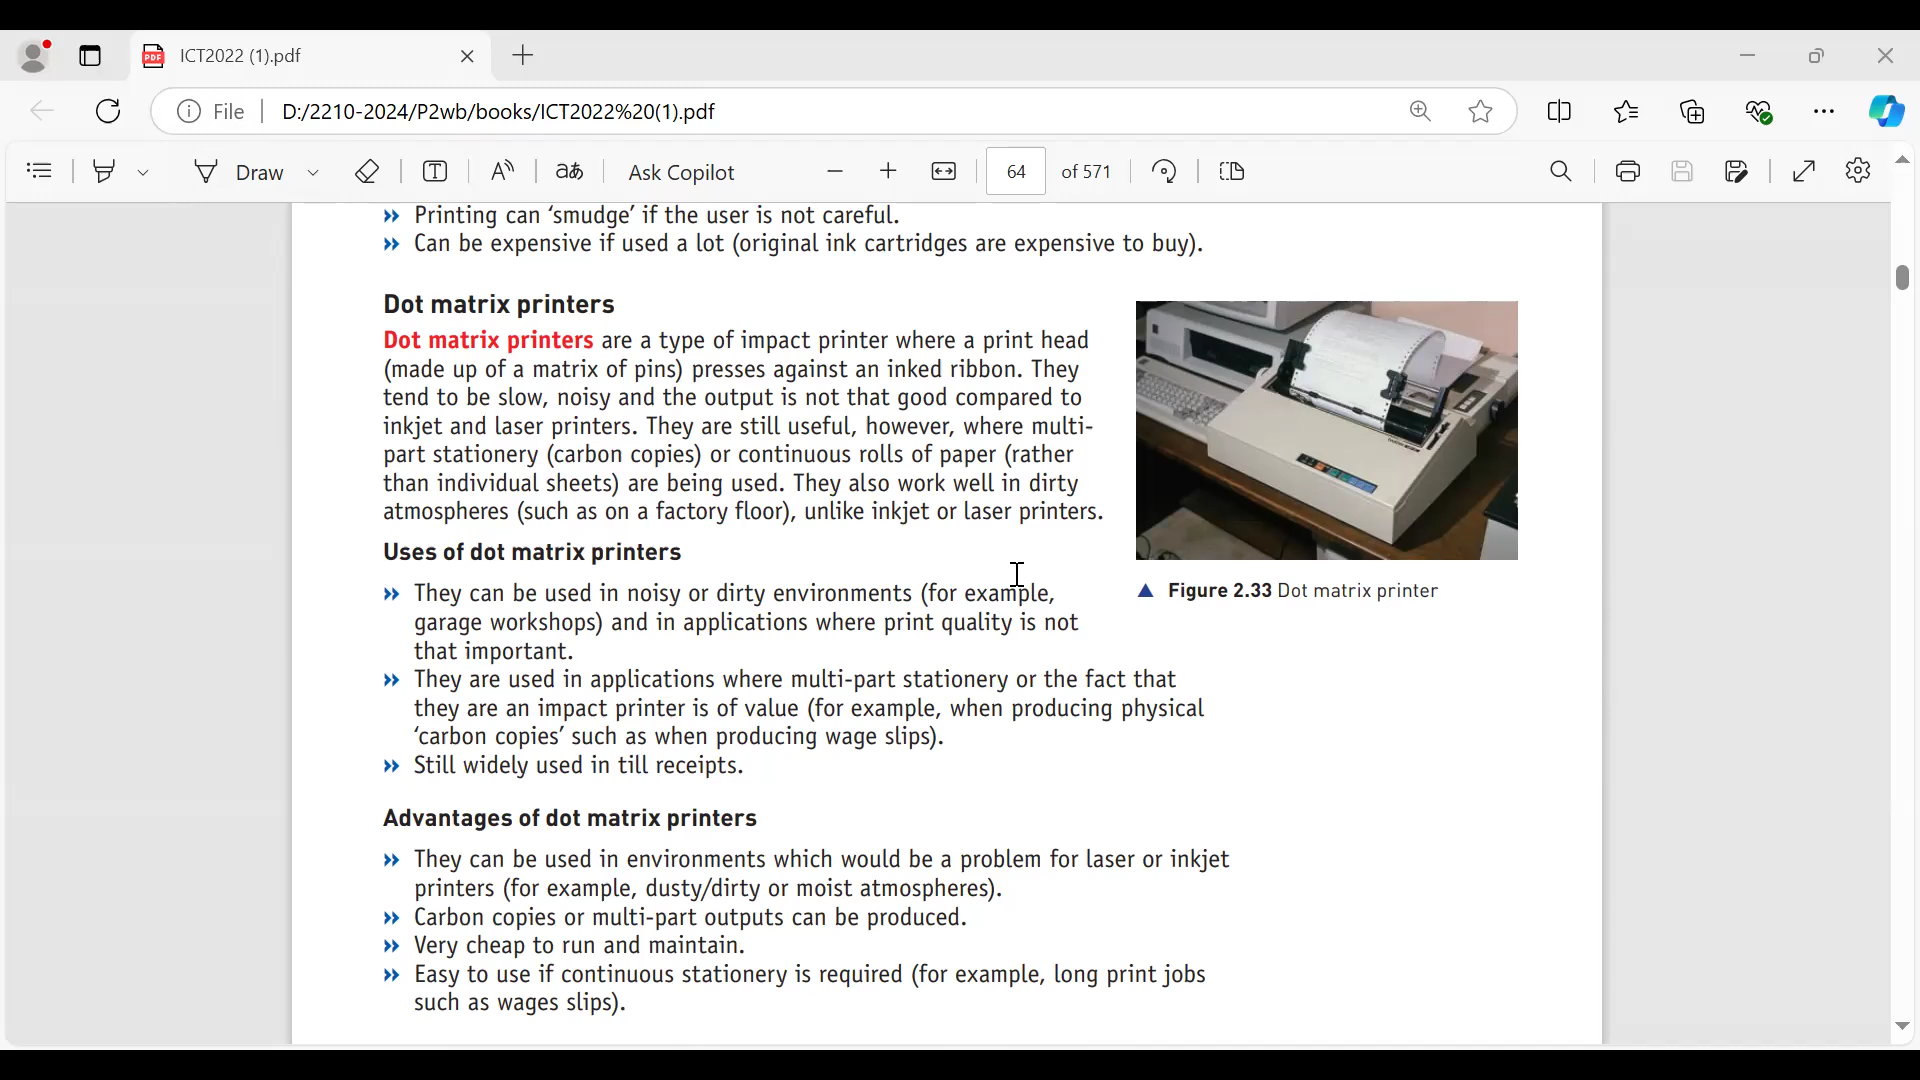 ICT2022 (1).pdf
File
D:/2210-2024/P2wb/books/ICT2022%20(1).pdf
Draw
Ask Copilot
64
of 571
» Printing can ‘smudge’ if the user is not careful.
» Can be expensive if used a lot (original ink cartridges are expensive to buy).
Dot matrix printers
Dot matrix printers are a type of impact printer where a print head
(made up of a matrix of pins) presses against an inked ribbon. They
tend to be slow, noisy and the output is not that good compared to
inkjet and laser printers. They are still useful, however, where multi-
part stationery (carbon copies) or continuous rolls of paper (rather
than individual sheets) are being used. They also work well in dirty
atmospheres (such as on a factory floor), unlike inkjet or laser printers.
▲ Figure 2.33 Dot matrix printer
Uses of dot matrix printers
» They can be used in noisy or dirty environments (for example,
garage workshops) and in applications where print quality is not
that important.
» They are used in applications where multi-part stationery or the fact that
they are an impact printer is of value (for example, when producing physical
‘carbon copies’ such as when producing wage slips).
» Still widely used in till receipts.
Advantages of dot matrix printers
» They can be used in environments which would be a problem for laser or inkjet
printers (for example, dusty/dirty or moist atmospheres).
» Carbon copies or multi-part outputs can be produced.
» Very cheap to run and maintain.
» Easy to use if continuous stationery is required (for example, long print jobs
such as wages slips).